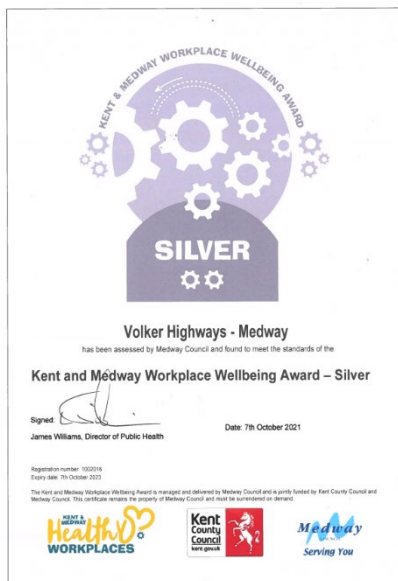 KENT & MEDWAY WORKPLACE WELLBEING AWARD
SILVER
Volker Highways - Medway
has been assessed by Medway Council and found to meet the standards of the
Kent and Medway Workplace Wellbeing Award – Silver
Signed:
Date: 7th October 2021
James Williams, Director of Public Health
Registration number: 1002016
Expiry date: 7th October 2023
The Kent and Medway Workplace Wellbeing Award is managed and delivered by Medway Council and is jointly funded by Kent County Council and
Medway Council. This certificate remains the property of Medway Council and must be surrendered on demand.
KENT &
MEDWAY
Healthy
WORKPLACES
Kent
County
Council
kent.gov.uk
Medway
Serving You